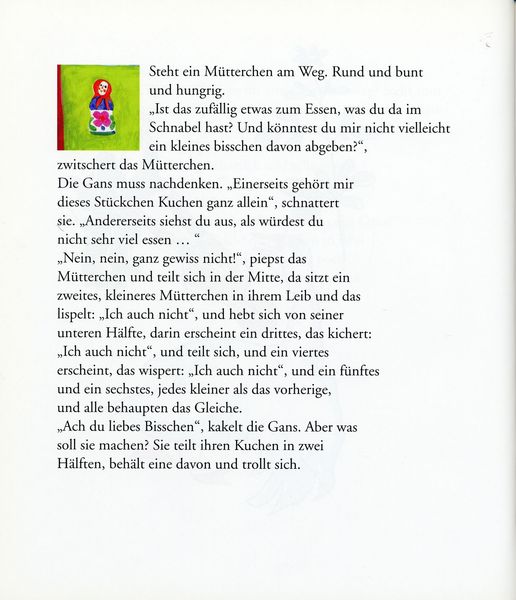 Steht ein Mütterchen am Weg. Rund und bunt
und hungrig.
„Ist das zufällig etwas zum Essen, was du da im
Schnabel hast? Und könntest du mir nicht vielleicht
ein kleines bisschen davon abgeben?“,
zwitschert das Mütterchen.
Die Gans muss nachdenken. „Einerseits gehört mir
dieses Stückchen Kuchen ganz allein“, schnattert
sie. „Andererseits siehst du aus, als würdest du
nicht sehr viel essen … “
„Nein, nein, ganz gewiss nicht!“, piepst das
Mütterchen und teilt sich in der Mitte, da sitzt ein
zweites, kleineres Mütterchen in ihrem Leib und das
lispelt: „Ich auch nicht“, und hebt sich von seiner
unteren Hälfte, darin erscheint ein drittes, das kichert:
„Ich auch nicht“, und teilt sich, und ein viertes
erscheint, das wispert: „Ich auch nicht“, und ein fünftes
und ein sechstes, jedes kleiner als das vorherige,
und alle behaupten das Gleiche.
„Ach du liebes Bisschen“, kakelt die Gans. Aber was
soll sie machen? Sie teilt ihren Kuchen in zwei
Hälften, behält eine davon und trollt sich.